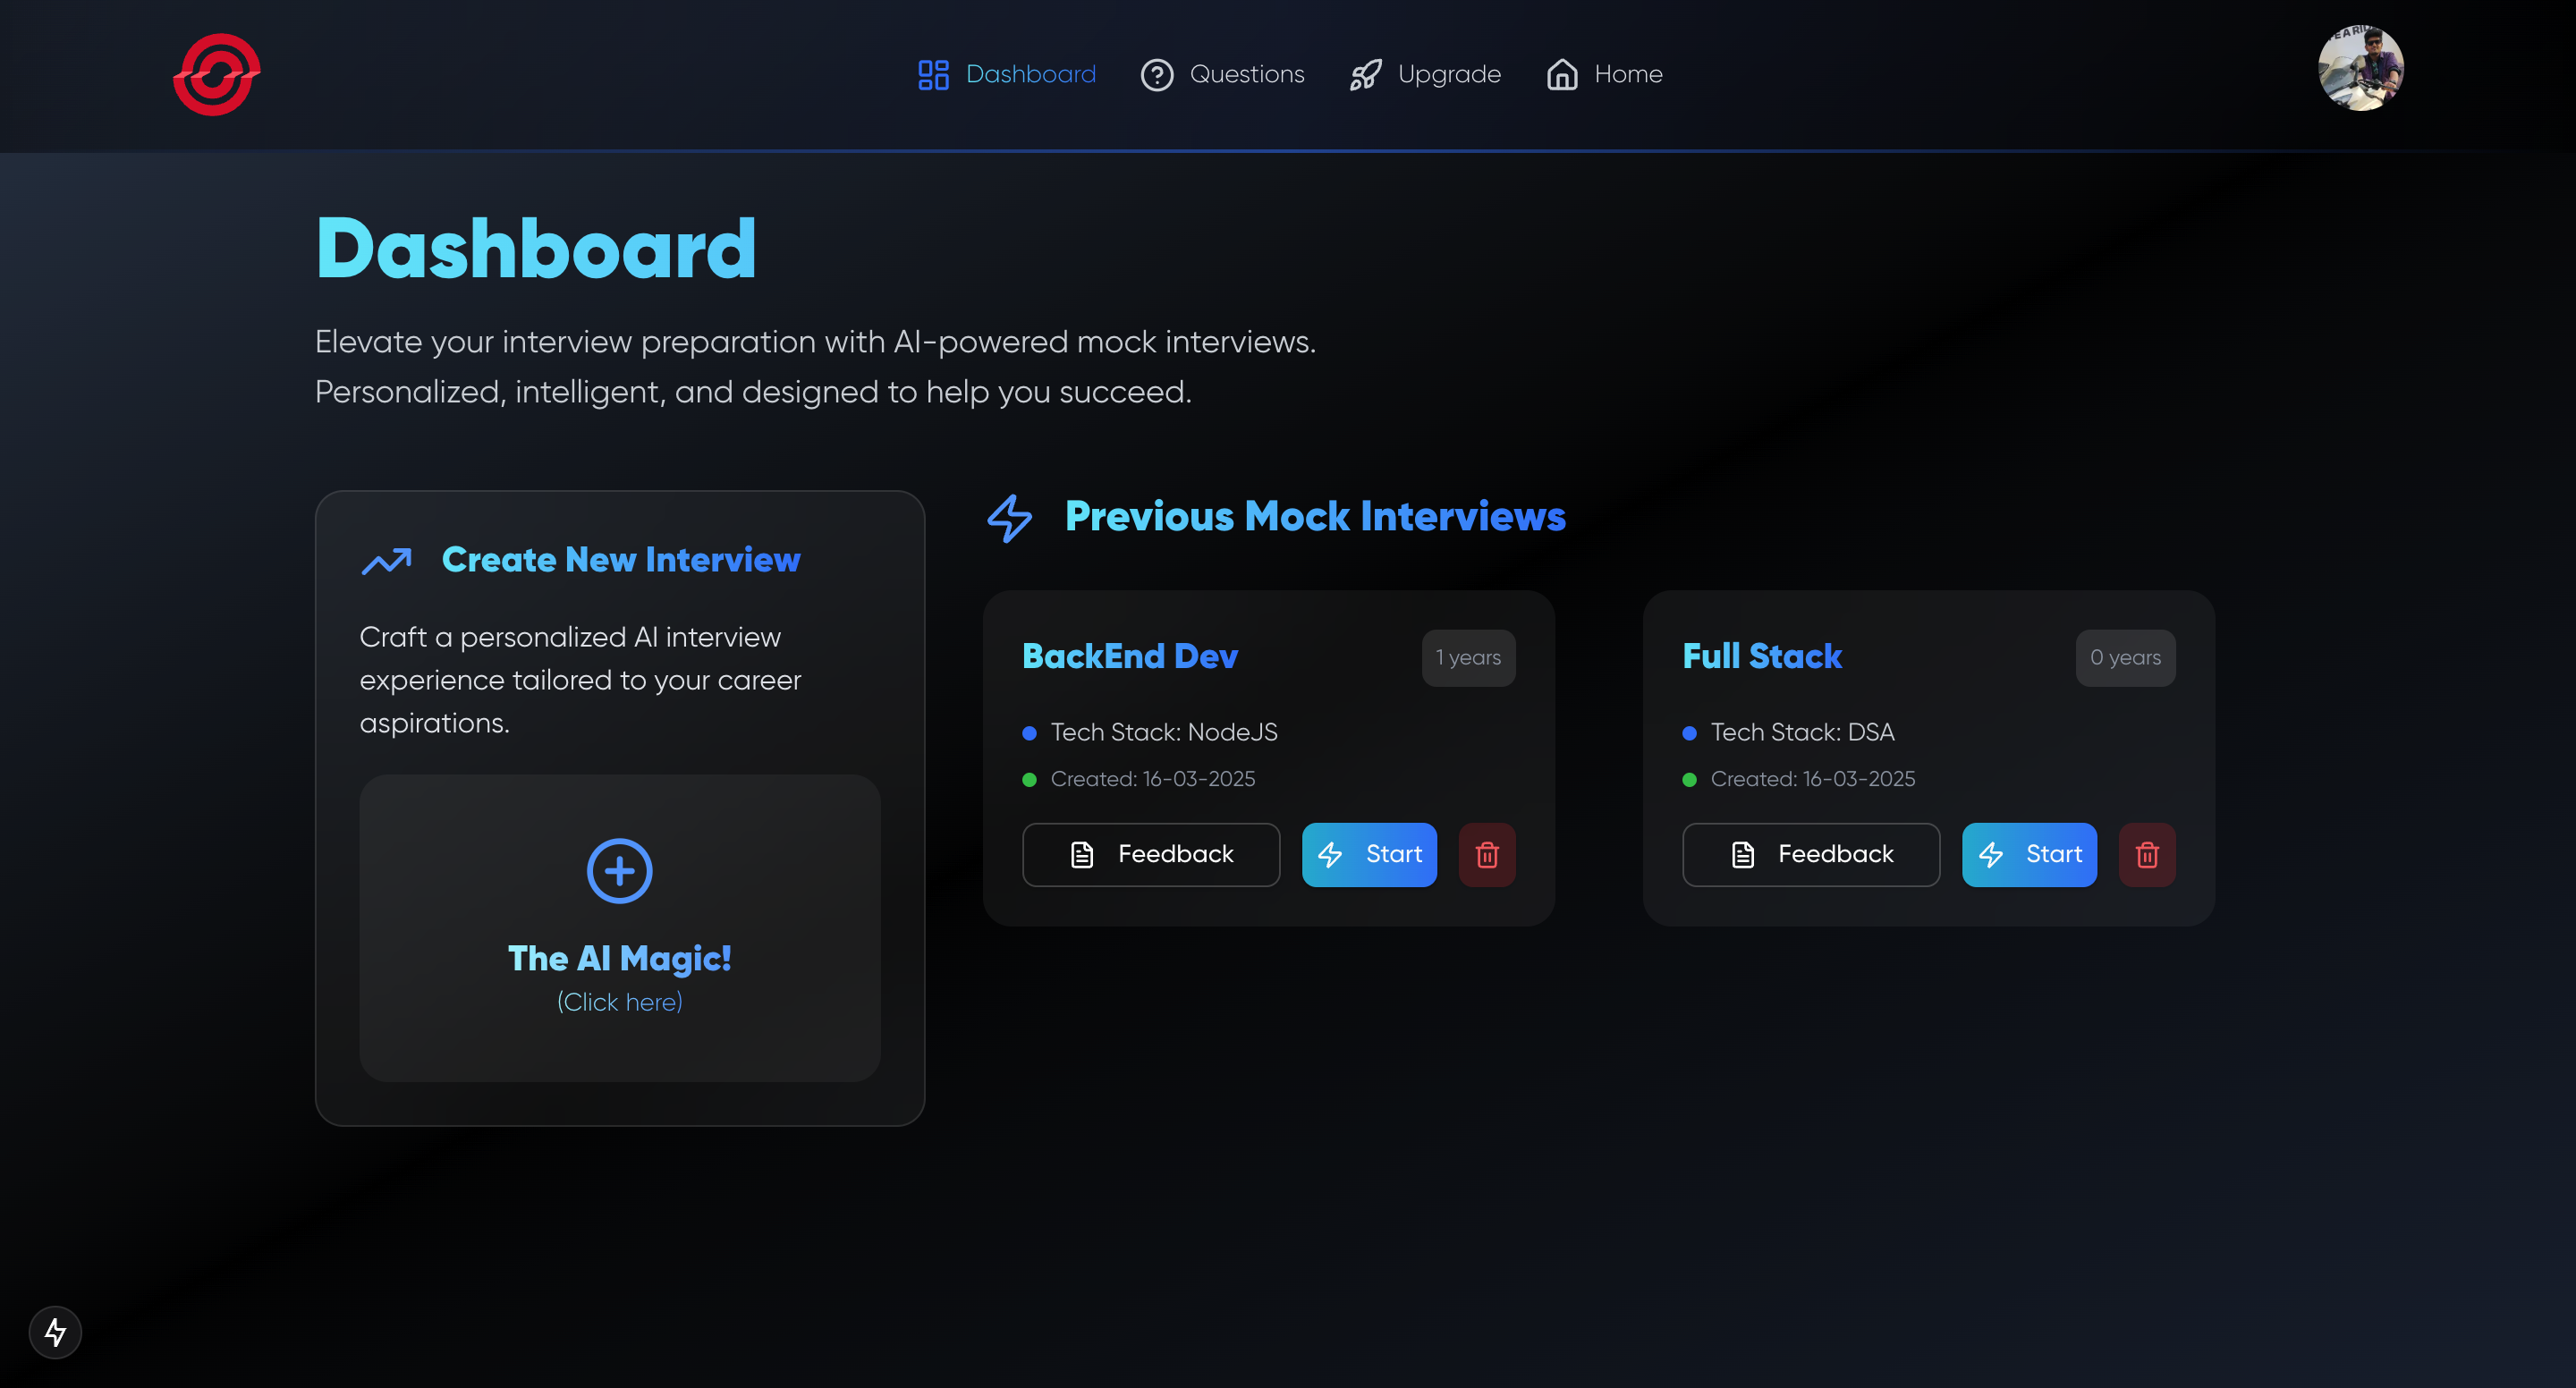 Dashboard
Questions
Upgrade
Home
Dashboard
Elevate your interview preparation with AI-powered mock interviews.
Personalized, intelligent, and designed to help you succeed.
Create New Interview
Craft a personalized AI interview
experience tailored to your career
aspirations.
The AI Magic!
(Click here)
Previous Mock Interviews
BackEnd Dev
1 years
Tech Stack: NodeJS
Created: 16-03-2025
Feedback
Start
Full Stack
0 years
Tech Stack: DSA
Created: 16-03-2025
Feedback
Start